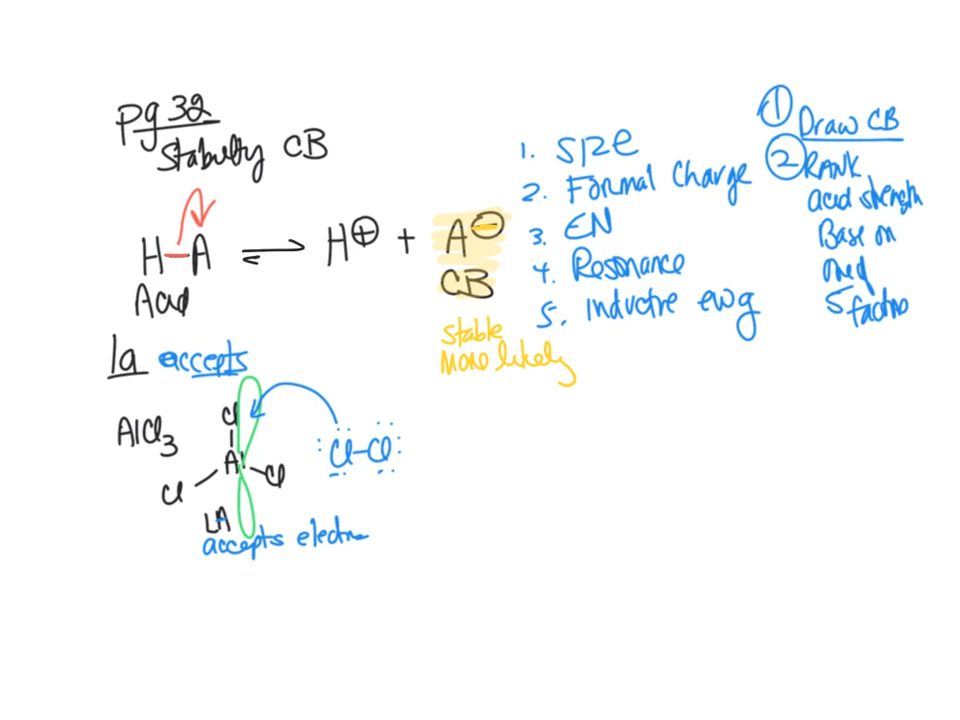 pg 32
Stability CB
H-A ⇌ H⊕ + A⊖
Acid
CB
stable
more likely
1. SIZE
2. Formal Charge
3. EN
4. Resonance
5. inductive ewg
① Draw CB
② RANK
acid strength
Base on
5 factors
1a accepts
AlCl3
Cl
Al
Cl
Cl
LA
accepts electro
:Cl-Cl: